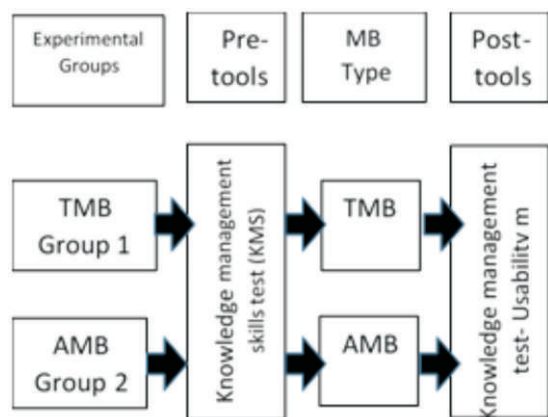 Experimental
Groups
Pre-
tools
MB
Type
Post-
tools
TMB
Group 1
AMB
Group 2
Knowledge management
skills test (KMS)
TMB
AMB
Knowledge management
test- Usability m